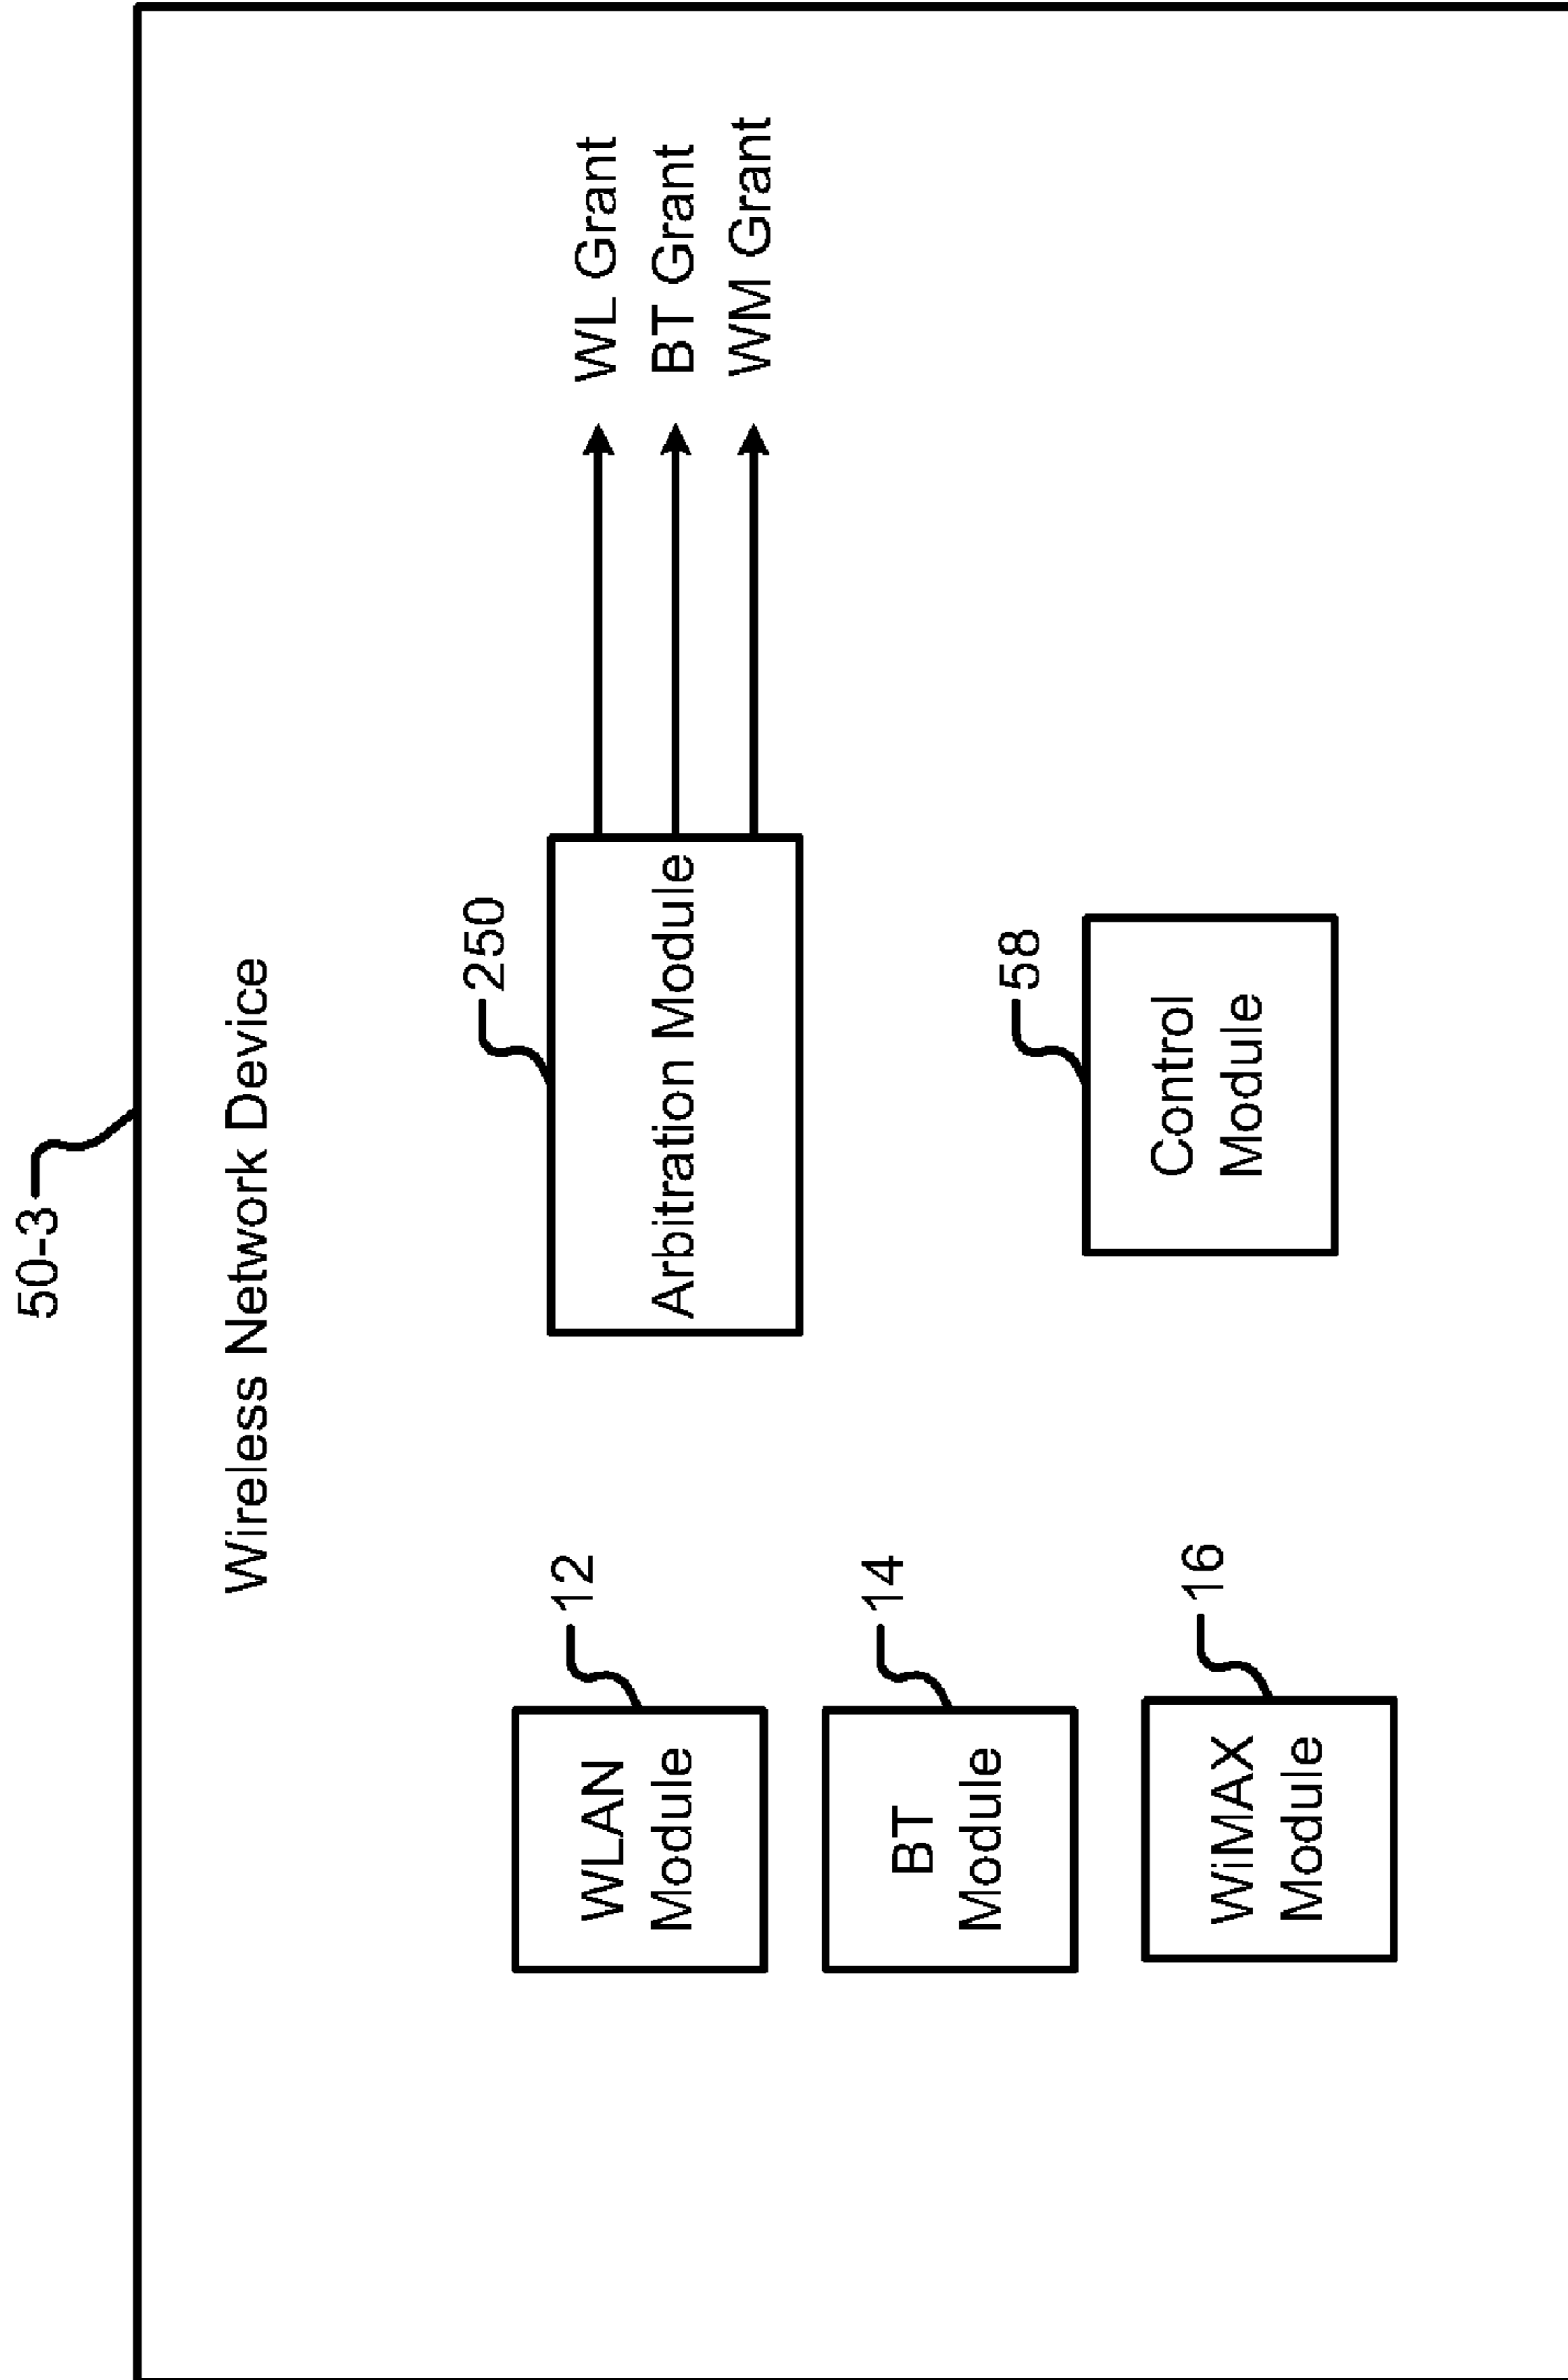 50-3
Wireless Network Device
250
Arbitration Module
WL Grant
BT Grant
WM Grant
12
WLAN
Module
14
BT
Module
58
Control
Module
16
WiMAX
Module